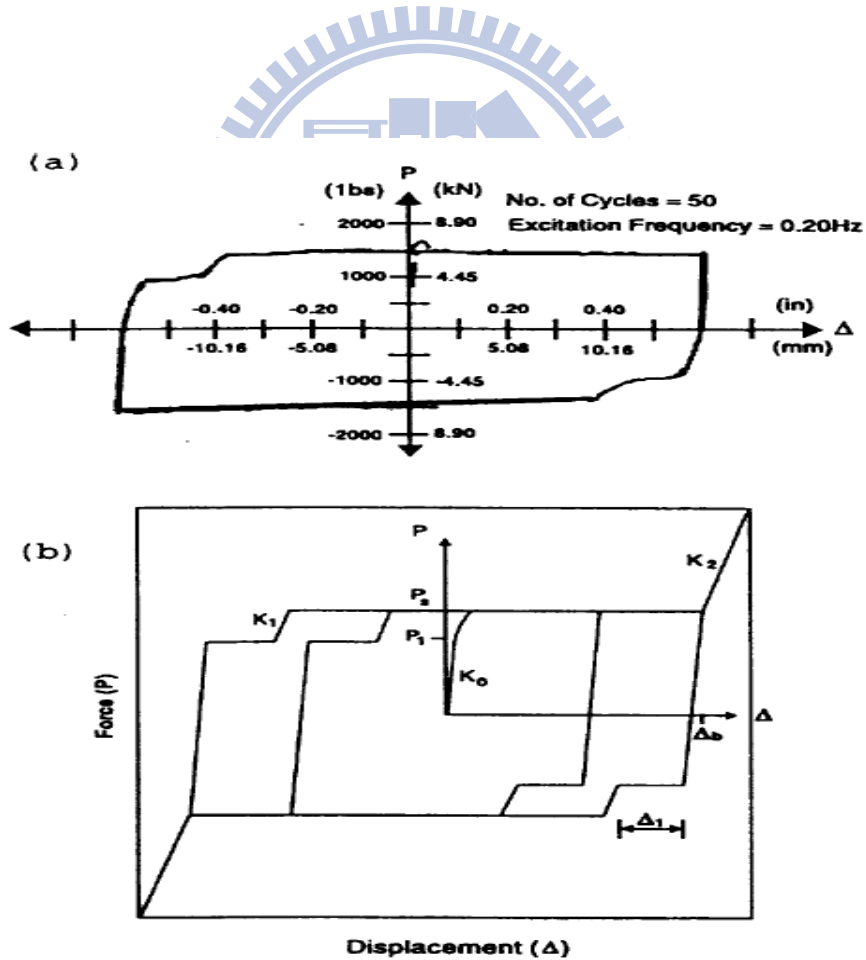 (a)
P
(1bs) (kN)
No. of Cycles = 50
Excitation Frequency = 0.20Hz
2000 8.90
1000 4.45
-0.40 -0.20 0.20 0.40 (in)
Δ
-10.16 -5.08 5.08 10.16 (mm)
-1000 -4.45
-2000 8.90
(b)
P
K2
Ps
K1
P1
K0
Δ
Δb
Δ1
Force (P)
Displacement (Δ)